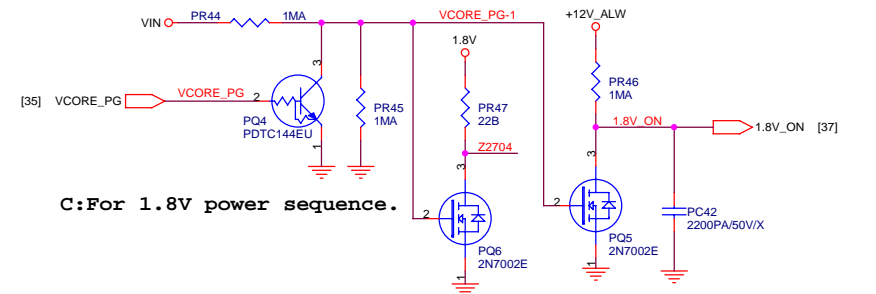 PR44 1MA VCORE_PG-1 +12V_ALW
VIN
1.8V
3
[35] VCORE_PG VCORE_PG 2
PR45
1MA
PR47
22B
PR46
1MA
PQ4
PDTC144EU
1
1.8V_ON 1.8V_ON [37]
Z2704
3
3
C:For 1.8V power sequence.
2
2
PC42
2200PA/50V/X
PQ6
2N7002E
PQ5
2N7002E
1
1